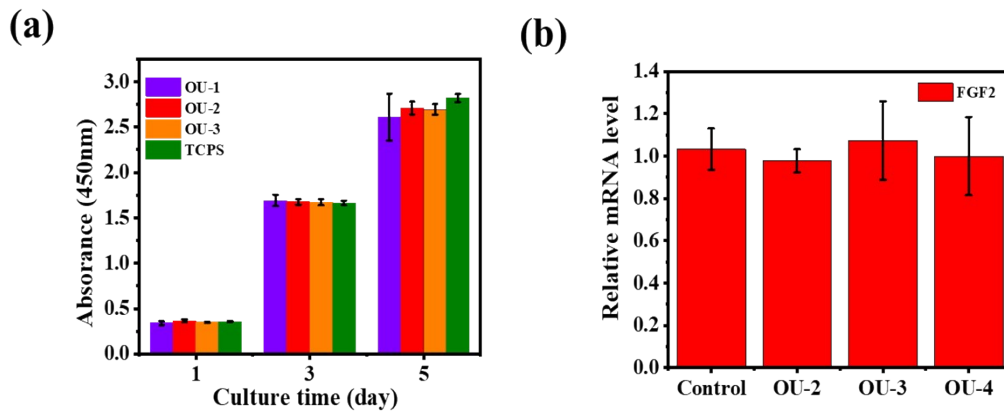 (a)
Absorance (450nm)
3.0
2.5
2.0
1.5
1.0
0.5
0.0
OU-1
OU-2
OU-3
TCPS
1 3 5
Culture time (day)
(b)
Relative mRNA level
1.4
1.2
1.0
0.8
0.6
0.4
0.2
0.0
FGF2
Control OU-2 OU-3 OU-4